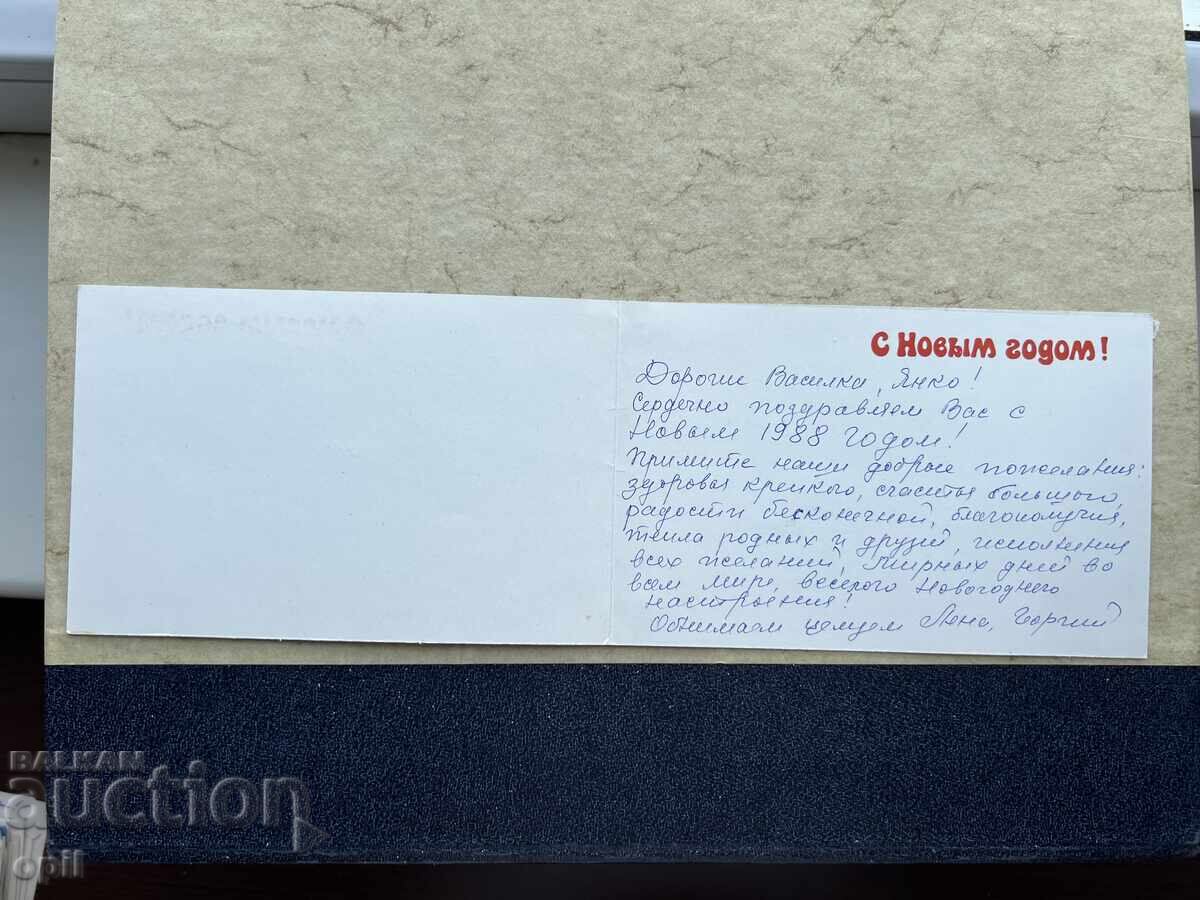 С Новым годом!
Дорогие Василка, Янко!
Сердечно поздравляем Вас с
Новым 1988 годом!
Примите наши добрые пожелания:
здоровья крепкого, счастья большого,
радости бесконечной, благополучия,
тепла родных и друзей, исполнения
всех желаний, мирных дней во
всем мире, веселого Новогоднего
настроения!
Обнимаем целуем Лена, Георгий
BALKAN
auction
opil